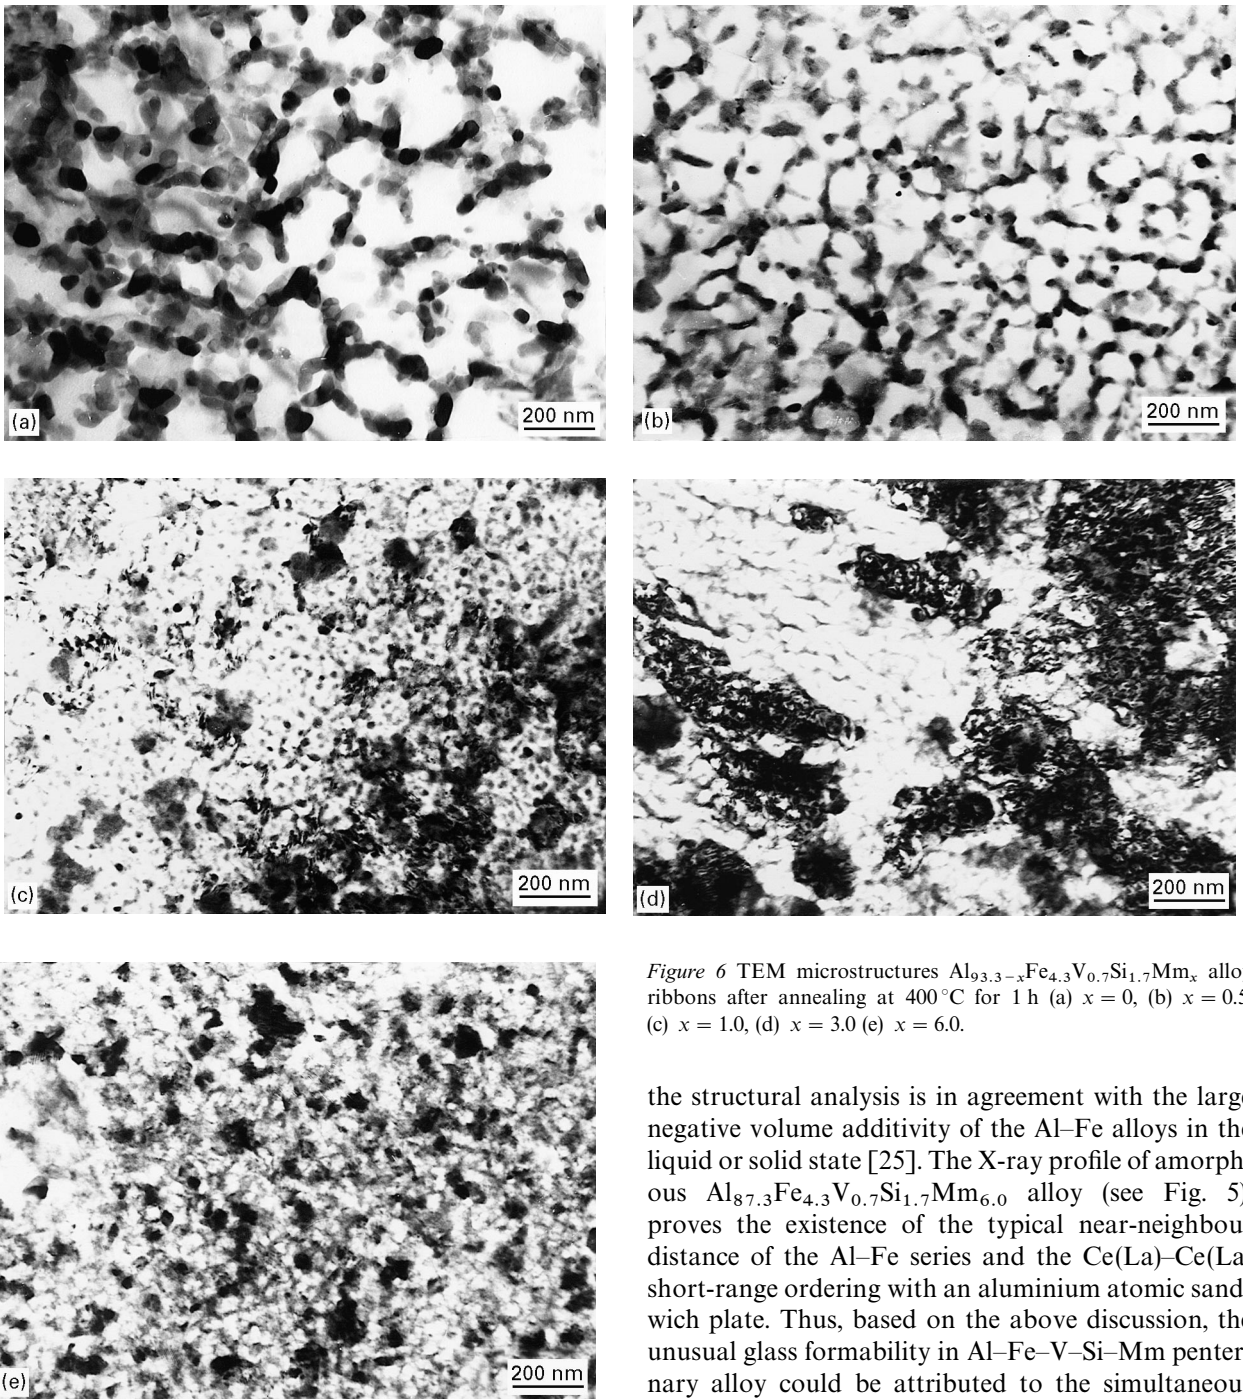 (a)
200 nm
(b)
200 nm
(c)
200 nm
(d)
200 nm
(e)
200 nm
Figure 6 TEM microstructures Al₉₃.₃₋ₓFe₄.₃V₀.₇Si₁.₇Mmₓ allo
ribbons after annealing at 400 °C for 1 h (a) x = 0, (b) x = 0.5
(c) x = 1.0, (d) x = 3.0 (e) x = 6.0.
the structural analysis is in agreement with the larg
negative volume additivity of the Al–Fe alloys in th
liquid or solid state [25]. The X-ray profile of amorph
ous Al₈₇.₃Fe₄.₃V₀.₇Si₁.₇Mm₆.₀ alloy (see Fig. 5)
proves the existence of the typical near-neighbou
distance of the Al–Fe series and the Ce(La)–Ce(La
short-range ordering with an aluminium atomic sand
wich plate. Thus, based on the above discussion, the
unusual glass formability in Al–Fe–V–Si–Mm penter
nary alloy could be attributed to the simultaneou